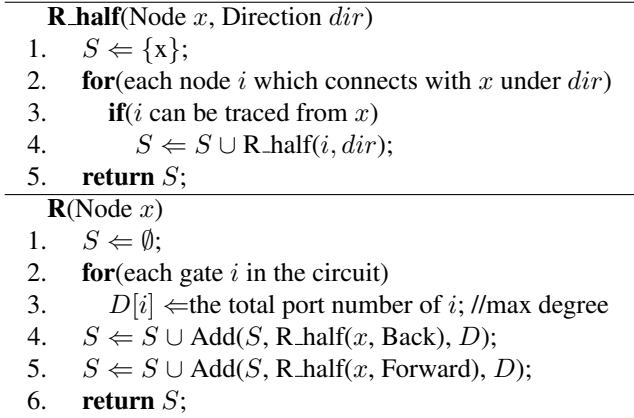 R_half(Node x, Direction dir)
1. S ⇐ {x};
2. for(each node i which connects with x under dir)
3. if(i can be traced from x)
4. S ⇐ S ∪ R_half(i, dir);
5. return S;
R(Node x)
1. S ⇐ ∅;
2. for(each gate i in the circuit)
3. D[i] ⇐the total port number of i; //max degree
4. S ⇐ S ∪ Add(S, R_half(x, Back), D);
5. S ⇐ S ∪ Add(S, R_half(x, Forward), D);
6. return S;